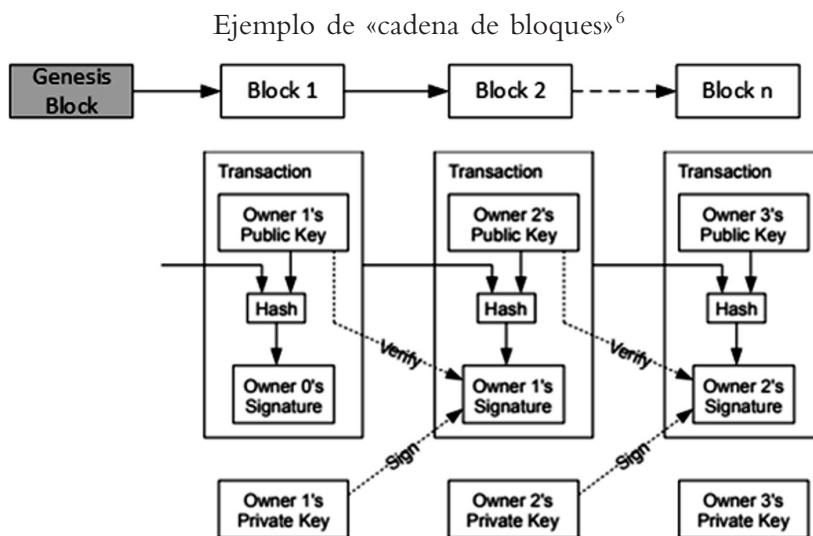 Ejemplo de «cadena de bloques»⁶
Genesis
Block
Block 1
Block 2
Block n
Transaction
Transaction
Transaction
Owner 1's
Public Key
Owner 2's
Public Key
Owner 3's
Public Key
Hash
Hash
Hash
Verify
Verify
Owner 0's
Signature
Owner 1's
Signature
Owner 2's
Signature
Sign
Sign
Owner 1's
Private Key
Owner 2's
Private Key
Owner 3's
Private Key